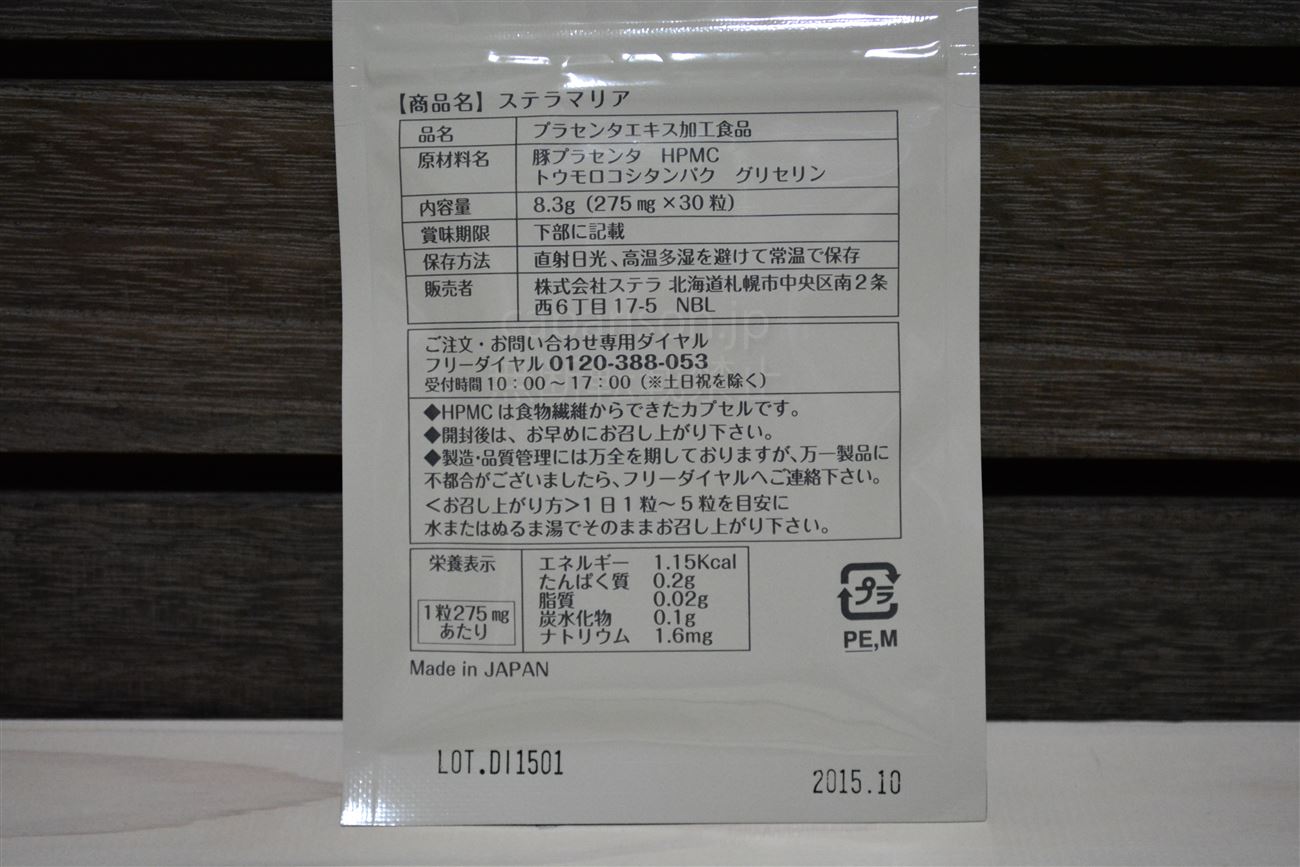 【商品名】ステラマリア
品名 プラセンタエキス加工食品
原材料名 豚プラセンタ HPMC
トウモロコシタンパク グリセリン
内容量 8.3g(275㎎×30粒)
賞味期限 下部に記載
保存方法 直射日光、高温多湿を避けて常温で保存
販売者 株式会社ステラ 北海道札幌市中央区南2条
西6丁目17-5 NBL
ご注文・お問い合わせ専用ダイヤル
フリーダイヤル 0120-388-053
受付時間10:00~17:00(※土日祝を除く)
◆HPMCは食物繊維からできたカプセルです。
◆開封後は、お早めにお召し上がり下さい。
◆製造・品質管理には万全を期しておりますが、万一製品に
不都合がございましたら、フリーダイヤルへご連絡下さい。
<お召し上がり方>1日1粒~5粒を目安に
水またはぬるま湯でそのままお召し上がり下さい。
栄養表示
1粒275㎎
あたり
エネルギー 1.15Kcal
たんぱく質 0.2g
脂質 0.02g
炭水化物 0.1g
ナトリウム 1.6mg
プラ
PE,M
Made in JAPAN
LOT.DI1501
2015.10